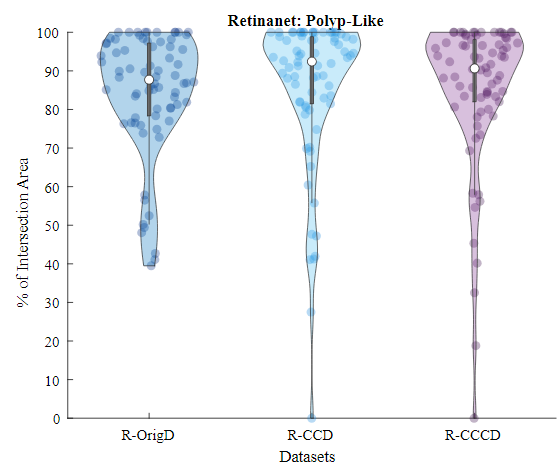 Retinanet: Polyp-Like
100
90
80
70
60
50
40
30
20
10
0
% of Intersection Area
R-OrigD
R-CCD
R-CCCD
Datasets